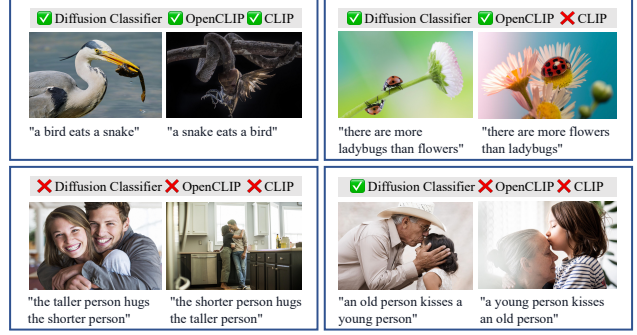 ✅ Diffusion Classifier ✅ OpenCLIP ✅ CLIP
"a bird eats a snake"
"a snake eats a bird"
✅ Diffusion Classifier ✅ OpenCLIP ❌ CLIP
"there are more
ladybugs than flowers"
"there are more flowers
than ladybugs"
❌ Diffusion Classifier ❌ OpenCLIP ❌ CLIP
"the taller person hugs
the shorter person"
"the shorter person hugs
the taller person"
✅ Diffusion Classifier ❌ OpenCLIP ❌ CLIP
"an old person kisses a
young person"
"a young person kisses
an old person"